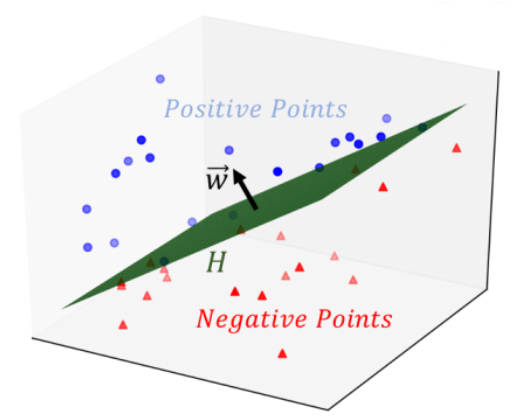 Positive Points
w⃗
H
Negative Points